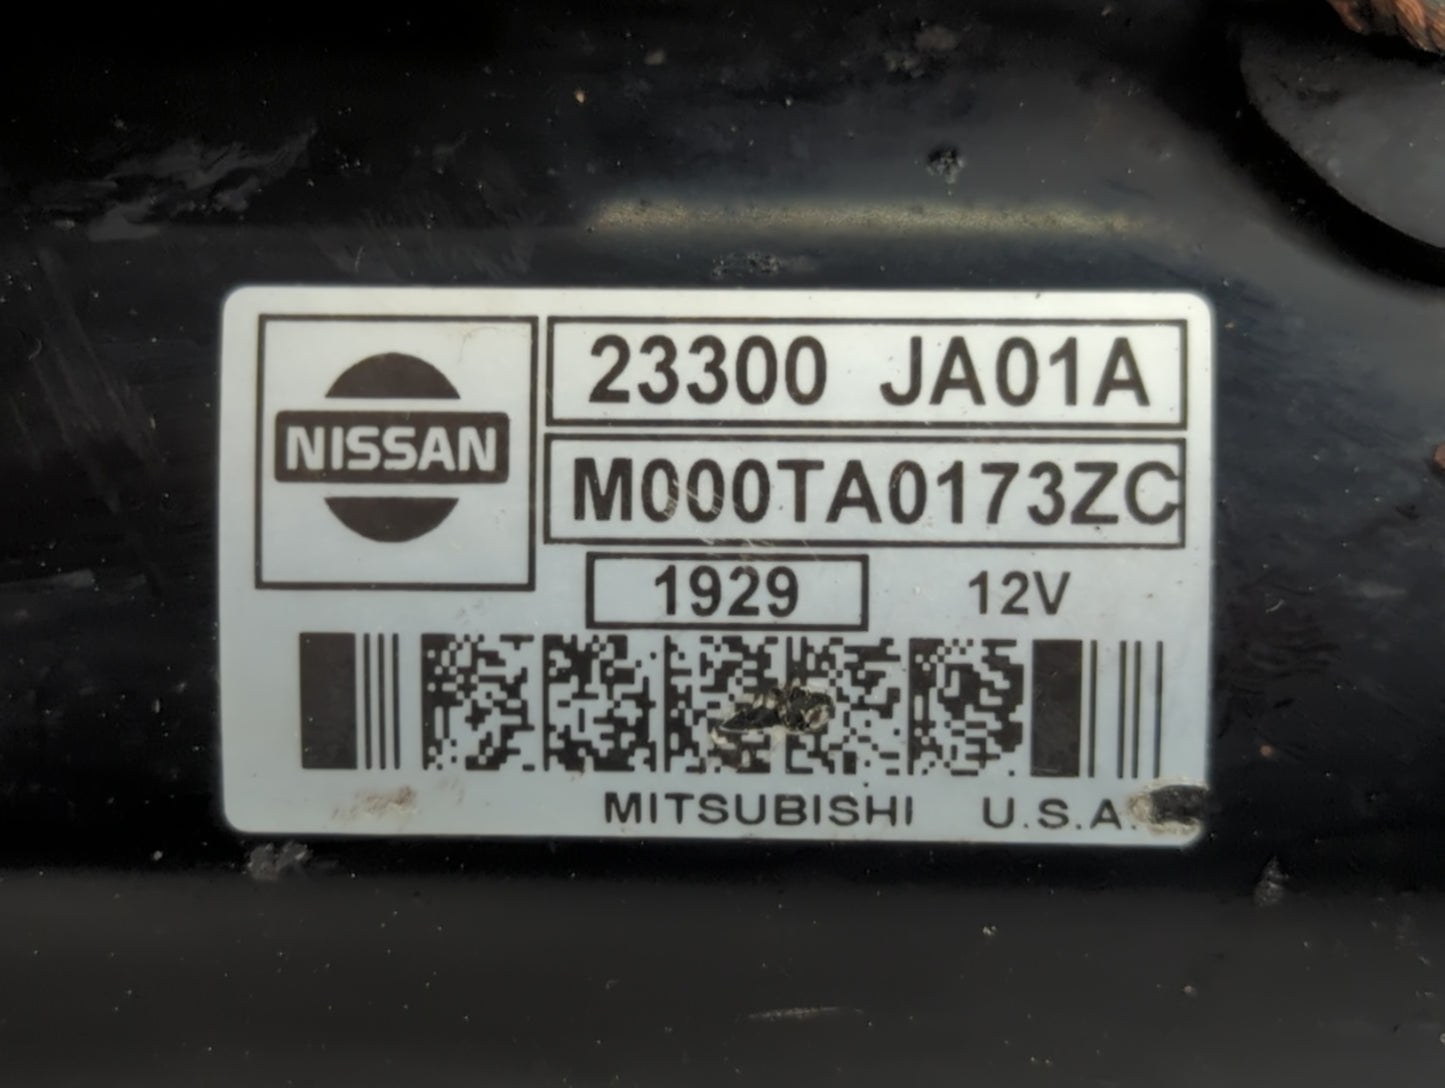 NISSAN
23300 JA01A
M000TA0173ZC
1929 12V
MITSUBISHI U.S.A.